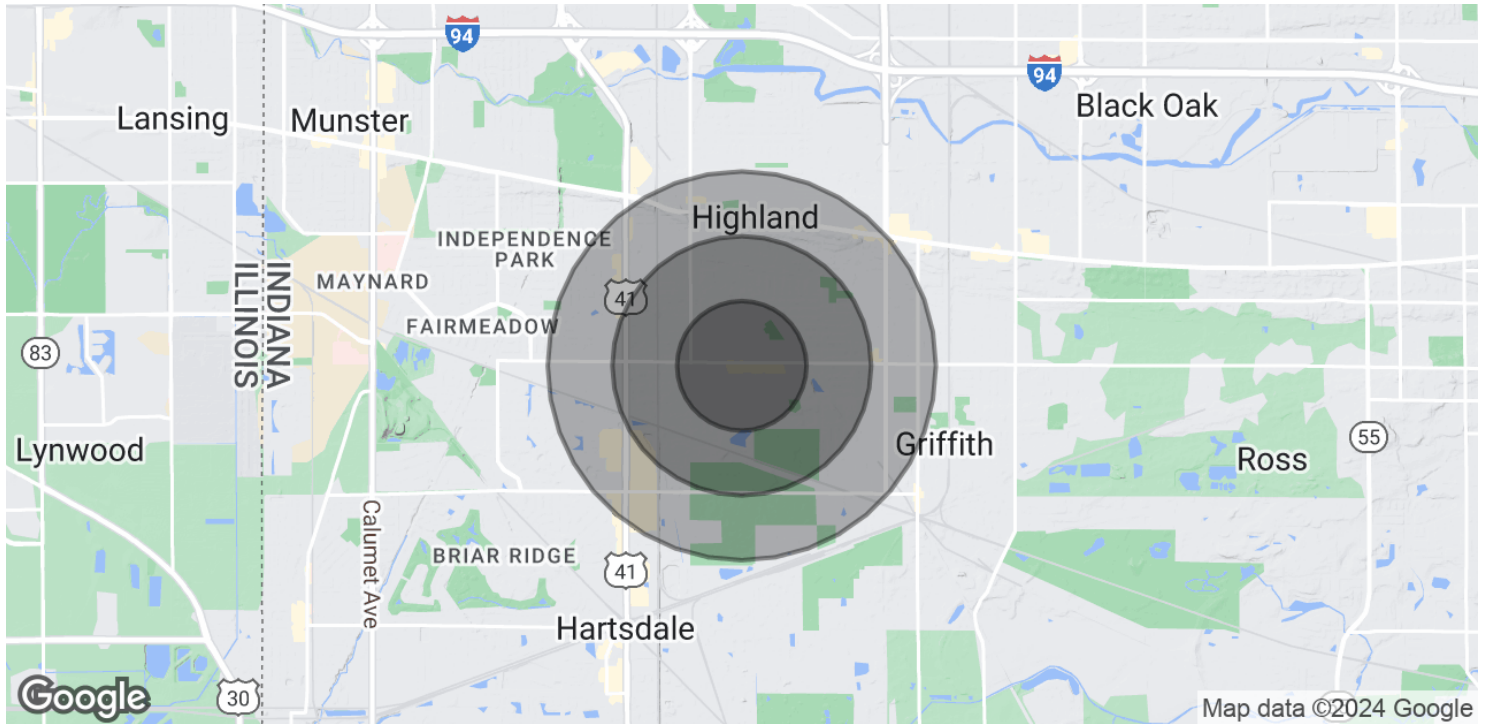 94
94
Black Oak
Lansing
Munster
Highland
INDEPENDENCE
PARK
INDIANA
ILLINOIS
MAYNARD
41
FAIRMEADOW
83
Griffith
55
Lynwood
Ross
Calumet Ave
BRIAR RIDGE
41
Hartsdale
30
Google
Map data ©2024 Google